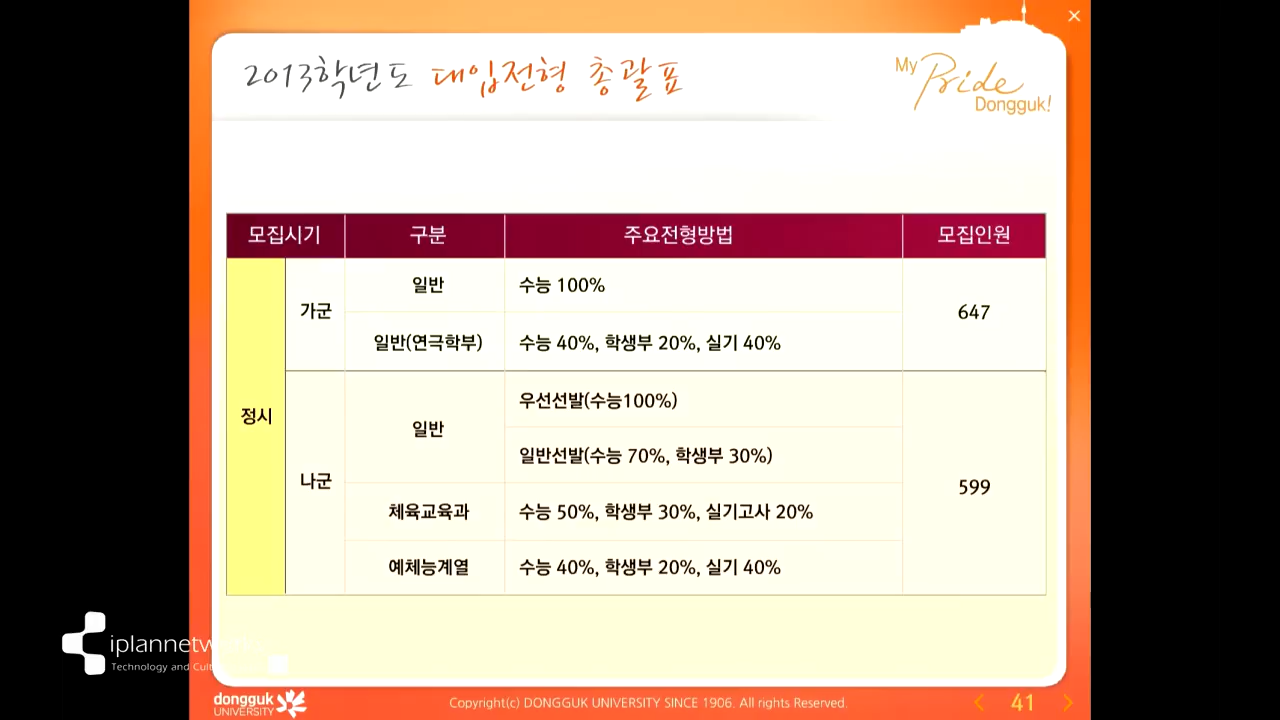 2013학년도 대입전형 총괄표
My Pride Dongguk!
모집시기 구분 주요전형방법 모집인원
정시
가군
일반 수능 100%
일반(연극학부) 수능 40%, 학생부 20%, 실기 40%
647
나군
일반
우선선발(수능100%)
일반선발(수능 70%, 학생부 30%)
체육교육과 수능 50%, 학생부 30%, 실기고사 20%
예체능계열 수능 40%, 학생부 20%, 실기 40%
599
iplannetwork
Technology and
dongguk
UNIVERSITY
Copyright(c) DONGGUK UNIVERSITY SINCE 1906. All rights Reserved.
41